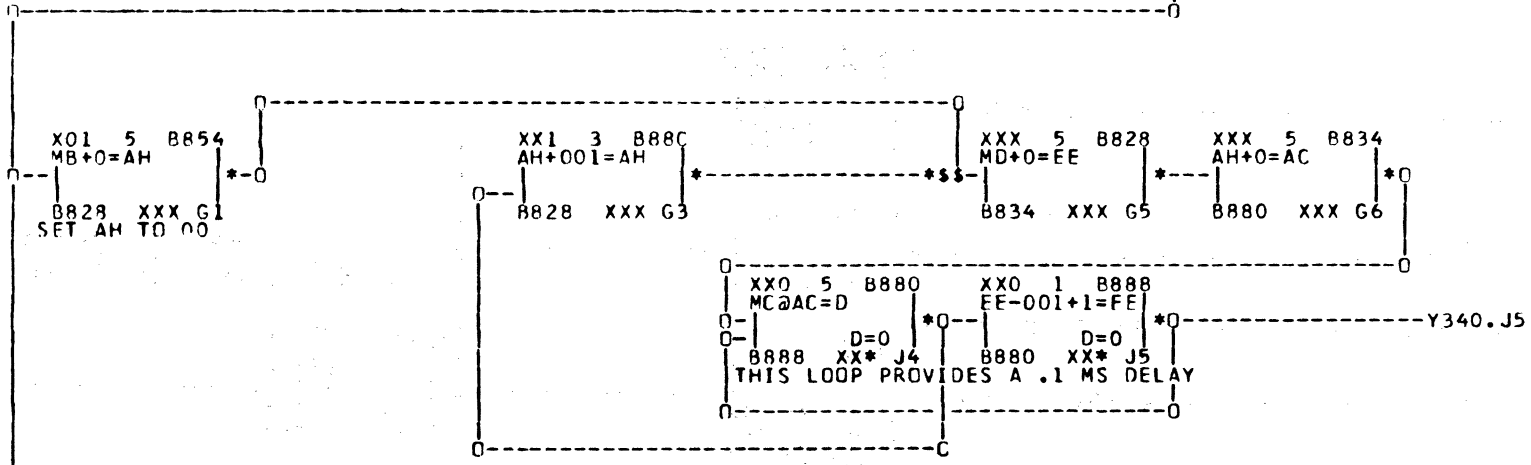 X01 5 B854
MB+0=AH
B828 XXX G1
SET AH TO 00
XX1 3 B88C
AH+001=AH
B828 XXX G3
*$$
XXX 5 B828
MD+0=EE
B834 XXX G5
XXX 5 B834
AH+0=AC
B880 XXX G6
XX0 5 B880
MC@AC=D
D=0
B888 XX* J4
XX0 1 B888
EE-001+1=EE
D=0
B880 XX* J5
THIS LOOP PROVIDES A .1 MS DELAY
Y340.J5